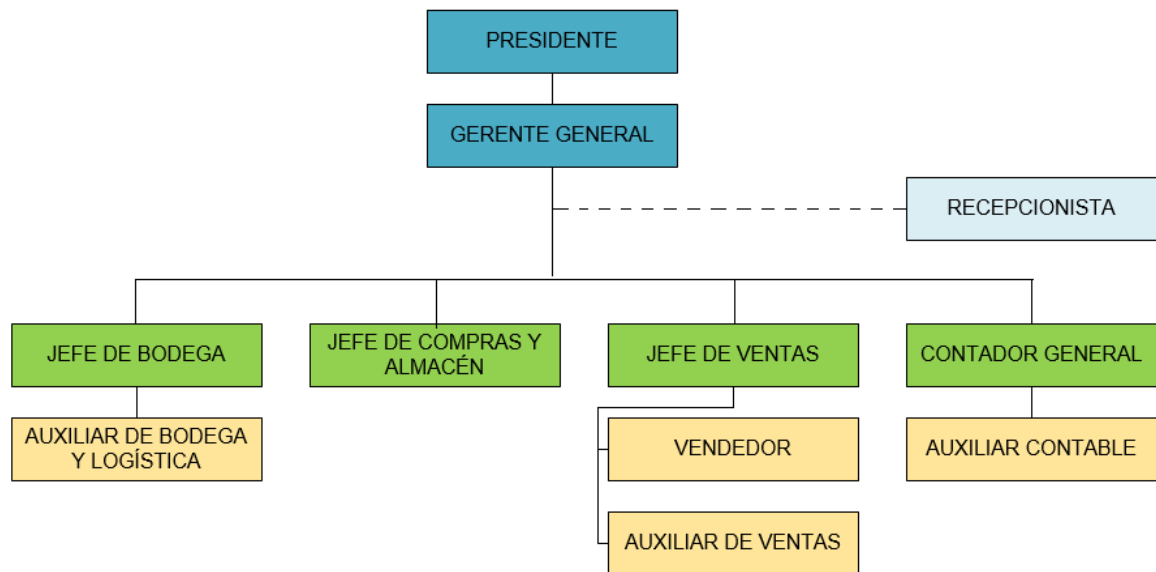 PRESIDENTE
GERENTE GENERAL
RECEPCIONISTA
JEFE DE BODEGA
JEFE DE COMPRAS Y
ALMACÉN
JEFE DE VENTAS
CONTADOR GENERAL
AUXILIAR DE BODEGA
Y LOGÍSTICA
VENDEDOR
AUXILIAR CONTABLE
AUXILIAR DE VENTAS